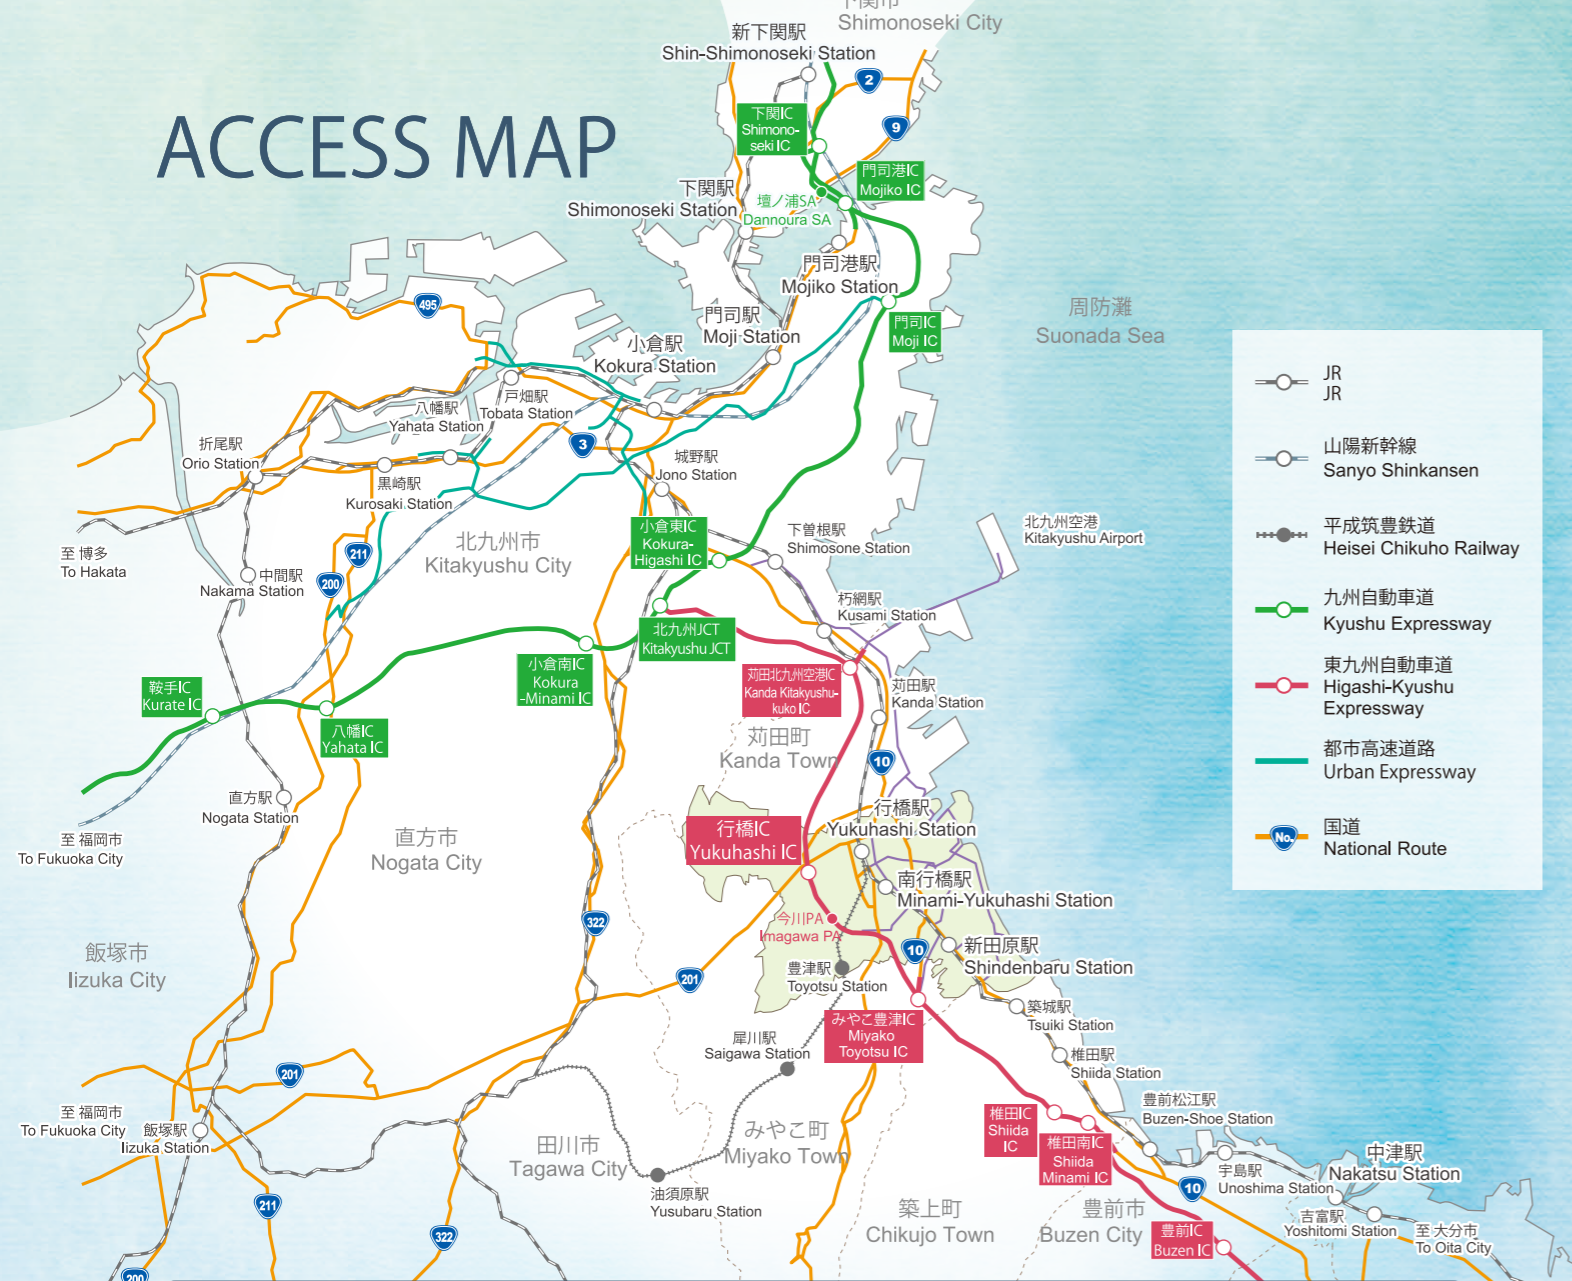 下関市
Shimonoseki City
新下関駅
Shin-Shimonoseki Station
2
9
ACCESS MAP
下関IC
Shimono-
seki IC
門司港IC
Mojiko IC
下関駅
Shimonoseki Station
壇ノ浦SA
Dannoura SA
門司港駅
Mojiko Station
495
門司駅
Moji Station
門司IC
Moji IC
周防灘
Suonada Sea
小倉駅
Kokura Station
戸畑駅
Tobata Station
八幡駅
Yahata Station
折尾駅
Orio Station
3
城野駅
Jono Station
黒崎駅
Kurosaki Station
至 博多
To Hakata
北九州市
Kitakyushu City
小倉東IC
Kokura-
Higashi IC
下曽根駅
Shimosone Station
北九州空港
Kitakyushu Airport
211
200
中間駅
Nakama Station
朽網駅
Kusami Station
北九州JCT
Kitakyushu JCT
小倉南IC
Kokura
-Minami IC
苅田北九州空港IC
Kanda Kitakyushu-
kuko IC
苅田駅
Kanda Station
鞍手IC
Kurate IC
八幡IC
Yahata IC
苅田町
Kanda Town
10
直方駅
Nogata Station
至 福岡市
To Fukuoka City
直方市
Nogata City
行橋IC
Yukuhashi IC
行橋駅
Yukuhashi Station
南行橋駅
Minami-Yukuhashi Station
322
今川PA
Imagawa PA
10
新田原駅
Shindenbaru Station
飯塚市
Iizuka City
201
豊津駅
Toyotsu Station
築城駅
Tsuiki Station
みやこ豊津IC
Miyako
Toyotsu IC
犀川駅
Saigawa Station
椎田駅
Shiida Station
201
至 福岡市
To Fukuoka City
飯塚駅
Iizuka Station
豊前松江駅
Buzen-Shoe Station
椎田IC
Shiida
IC
椎田南IC
Shiida
Minami IC
田川市
Tagawa City
みやこ町
Miyako Town
油須原駅
Yusubaru Station
中津駅
Nakatsu Station
宇島駅
Unoshima Station
10
211
322
200
築上町
Chikujo Town
豊前市
Buzen City
豊前IC
Buzen IC
吉富駅
Yoshitomi Station
至 大分市
To Oita City
JR
JR
山陽新幹線
Sanyo Shinkansen
平成筑豊鉄道
Heisei Chikuho Railway
九州自動車道
Kyushu Expressway
東九州自動車道
Higashi-Kyushu
Expressway
都市高速道路
Urban Expressway
No.
国道
National Route